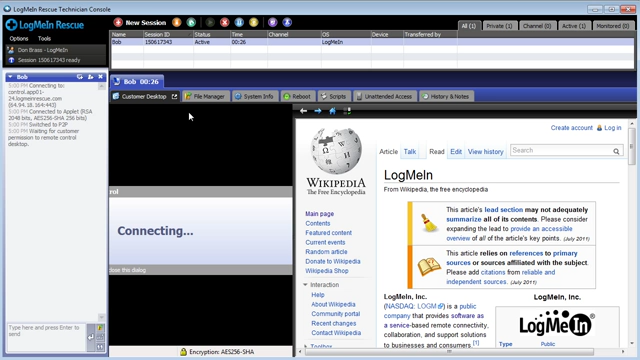 LogMeIn Rescue Technician Console
LogMeIn Rescue
Options Tools
Don Brass - LogMeIn
Session 150617343 ready
New Session
All (1) Private (1) Channel (0) Active (1) Monitored (0)
Name Session ID Status Time Channel OS Device Transferred by
Bob 150617343 Active 00:26 LogMeIn
Bob
5:00 PM Connecting to:
control.app01-
(64.94.18.164:443)
5:00 PM Connected to Applet (RSA
2048 bits, AES256-SHA 256 bits)
5:00 PM Switched to P2P
5:00 PM Waiting for customer
permission to remote control
desktop.
Type here and press Enter to
send
Bob 00:26
Customer Desktop File Manager System Info Reboot Scripts Unattended Access History & Notes
rol
Connecting...
lose this dialog
Encryption: AES256-SHA
Create account Log in
WIKIPEDIA
The Free Encyclopedia
Main page
Contents
Featured content
Current events
Random article
Donate to Wikipedia
Wikipedia Shop
Interaction
Help
About Wikipedia
Community portal
Recent changes
Contact Wikipedia
Toolbox
Article Talk Read Edit View history
Search
LogMeIn
From Wikipedia, the free encyclopedia
This article's lead section may not adequately
summarize all of its contents. Please consider
expanding the lead to provide an accessible
overview of all of the article's key points. (July 2011)
This article relies on references to primary
sources or sources affiliated with the subject.
Please add citations from reliable and
independent sources. (July 2011)
LogMeIn, Inc.
(NASDAQ: LOGM) is a public
company that provides software as
a service-based remote connectivity,
collaboration, and support solutions
to businesses and consumers.[1]
LogMeIn, Inc.
LogMeIn
Type Public